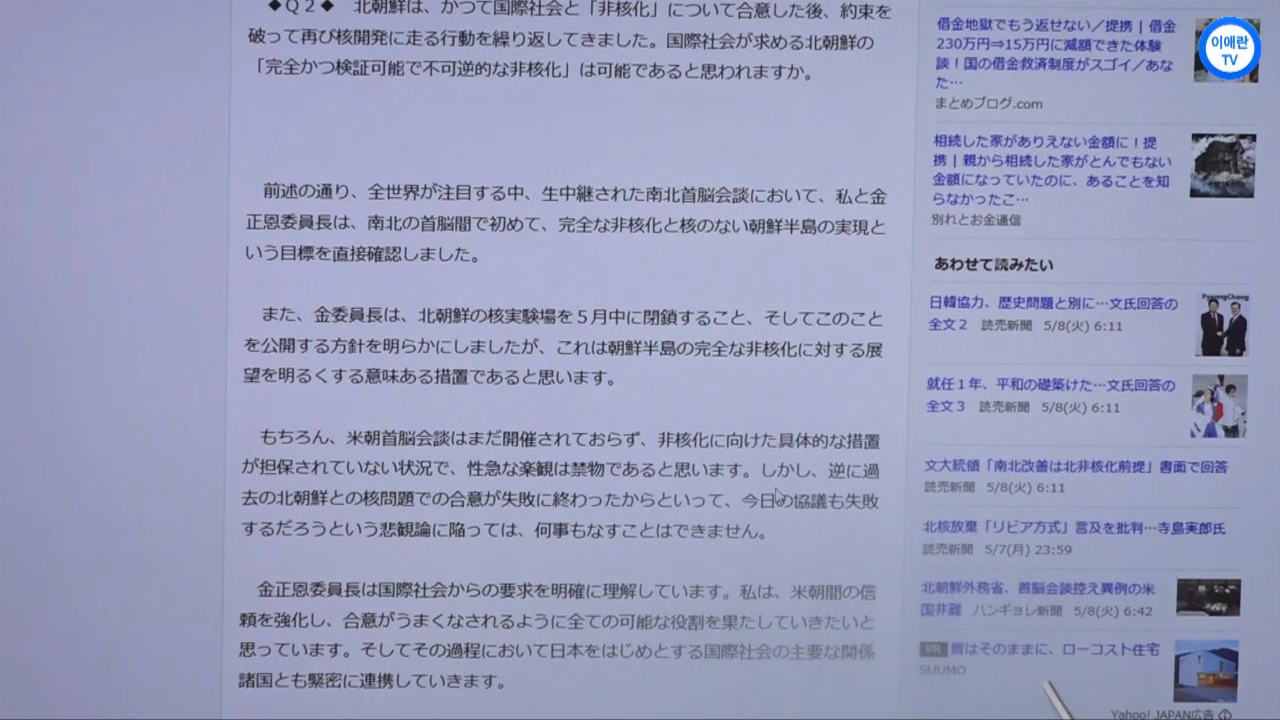 ◆Ｑ２◆　北朝鮮は、かつて国際社会と「非核化」について合意した後、約束を
破って再び核開発に走る行動を繰り返してきました。国際社会が求める北朝鮮の
「完全かつ検証可能で不可逆的な非核化」は可能であると思われますか。
前述の通り、全世界が注目する中、生中継された南北首脳会談において、私と金
正恩委員長は、南北の首脳間で初めて、完全な非核化と核のない朝鮮半島の実現と
いう目標を直接確認しました。
また、金委員長は、北朝鮮の核実験場を５月中に閉鎖すること、そしてこのこと
を公開する方針を明らかにしましたが、これは朝鮮半島の完全な非核化に対する展
望を明るくする意味ある措置であると思います。
もちろん、米朝首脳会談はまだ開催されておらず、非核化に向けた具体的な措置
が担保されていない状況で、性急な楽観は禁物であると思います。しかし、逆に過
去の北朝鮮との核問題での合意が失敗に終わったからといって、今日の協議も失敗
するだろうという悲観論に陥っては、何事もなすことはできません。
金正恩委員長は国際社会からの要求を明確に理解しています。私は、米朝間の信
頼を強化し、合意がうまくなされるように全ての可能な役割を果たしていきたいと
思っています。そしてその過程において日本をはじめとする国際社会の主要な関係
諸国とも緊密に連携していきます。
借金地獄でもう返せない／提携 | 借金
230万円⇒15万円に減額できた体験
談！国の借金救済制度がスゴイ／あな
た…
まとめブログ.com
相続した家がありえない金額に！提
携 | 親から相続した家がとんでもない
金額になっていたのに、あることを知
らなかったこ…
別れとお金通信
あわせて読みたい
日韓協力、歴史問題と別に…文氏回答の
全文２ 読売新聞 5/8(火) 6:11
PyeongChang
就任１年、平和の礎築けた…文氏回答の
全文３ 読売新聞 5/8(火) 6:11
文大統領「南北改善は北非核化前提」書面で回答
読売新聞 5/8(火) 6:11
北核放棄「リビア方式」言及を批判…寺島実郎氏
読売新聞 5/7(月) 23:59
北朝鮮外務省、首脳会談控え異例の米
国非難 ハンギョレ新聞 5/8(火) 6:42
PR 質はそのままに、ローコスト住宅
SUUMO
Yahoo! JAPAN広告
이애란
TV